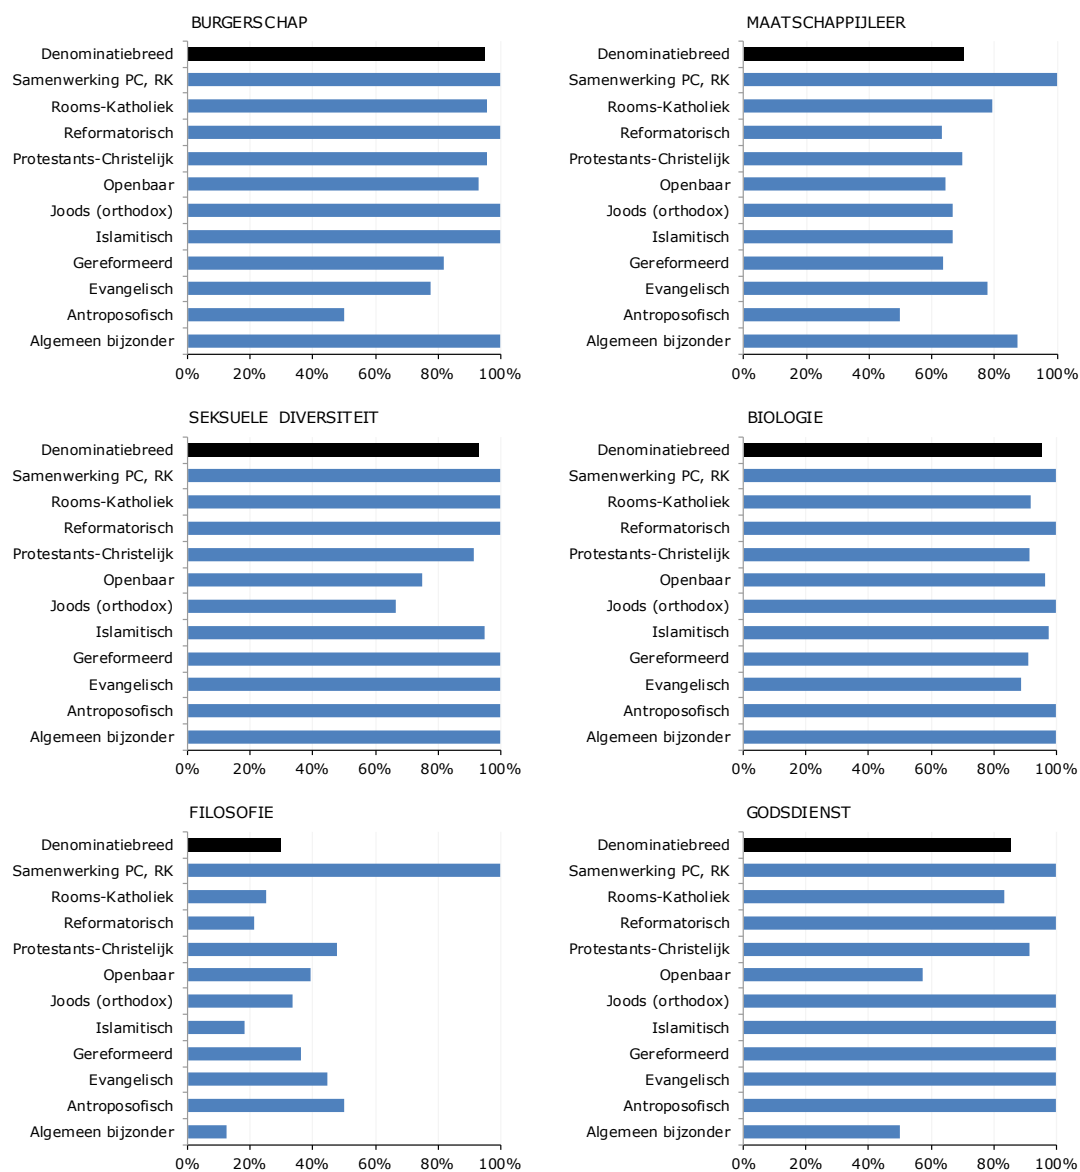 BURGERSCHAP
Denominatiebreed
Samenwerking PC, RK
Rooms-Katholiek
Reformatorisch
Protestants-Christelijk
Openbaar
Joods (orthodox)
Islamitisch
Gereformeerd
Evangelisch
Antroposofisch
Algemeen bijzonder
0% 20% 40% 60% 80% 100%
MAATSCHAPPIJLEER
Denominatiebreed
Samenwerking PC, RK
Rooms-Katholiek
Reformatorisch
Protestants-Christelijk
Openbaar
Joods (orthodox)
Islamitisch
Gereformeerd
Evangelisch
Antroposofisch
Algemeen bijzonder
0% 20% 40% 60% 80% 100%
SEKSUELE DIVERSITEIT
Denominatiebreed
Samenwerking PC, RK
Rooms-Katholiek
Reformatorisch
Protestants-Christelijk
Openbaar
Joods (orthodox)
Islamitisch
Gereformeerd
Evangelisch
Antroposofisch
Algemeen bijzonder
0% 20% 40% 60% 80% 100%
BIOLOGIE
Denominatiebreed
Samenwerking PC, RK
Rooms-Katholiek
Reformatorisch
Protestants-Christelijk
Openbaar
Joods (orthodox)
Islamitisch
Gereformeerd
Evangelisch
Antroposofisch
Algemeen bijzonder
0% 20% 40% 60% 80% 100%
FILOSOFIE
Denominatiebreed
Samenwerking PC, RK
Rooms-Katholiek
Reformatorisch
Protestants-Christelijk
Openbaar
Joods (orthodox)
Islamitisch
Gereformeerd
Evangelisch
Antroposofisch
Algemeen bijzonder
0% 20% 40% 60% 80% 100%
GODSDIENST
Denominatiebreed
Samenwerking PC, RK
Rooms-Katholiek
Reformatorisch
Protestants-Christelijk
Openbaar
Joods (orthodox)
Islamitisch
Gereformeerd
Evangelisch
Antroposofisch
Algemeen bijzonder
0% 20% 40% 60% 80% 100%